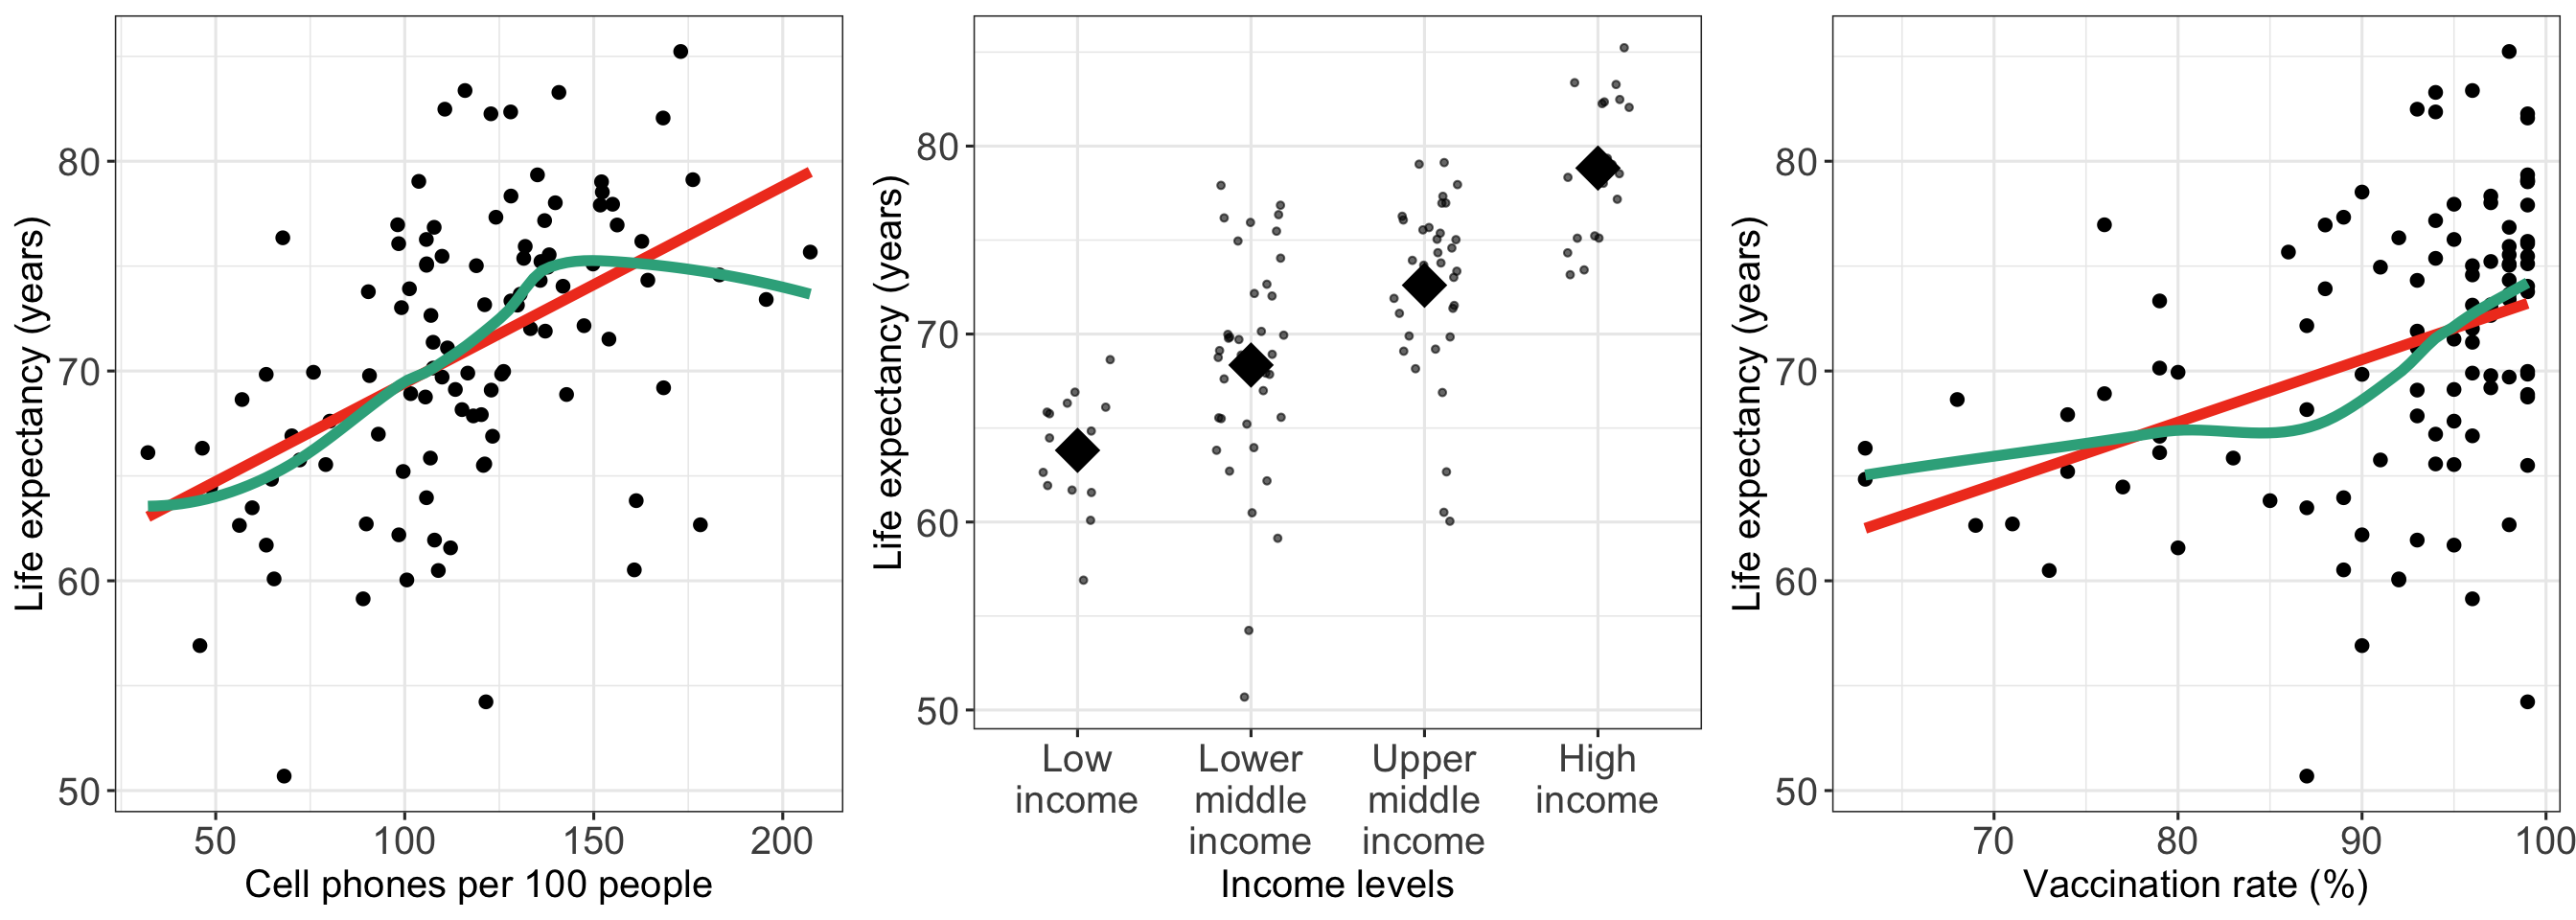 Life expectancy (years)
80
70
60
50
50 100 150 200
Cell phones per 100 people
Life expectancy (years)
80
70
60
50
Low income
Lower middle income
Upper middle income
High income
Income levels
Life expectancy (years)
80
70
60
50
70 80 90 100
Vaccination rate (%)